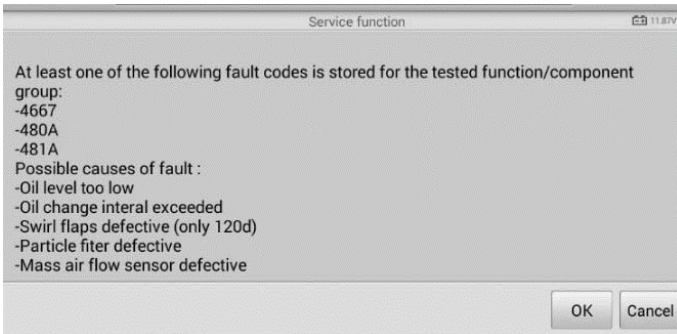 Service function
11.87V
At least one of the following fault codes is stored for the tested function/component
group:
-4667
-480A
-481A
Possible causes of fault :
-Oil level too low
-Oil change interal exceeded
-Swirl flaps defective (only 120d)
-Particle fiter defective
-Mass air flow sensor defective
OK
Cancel